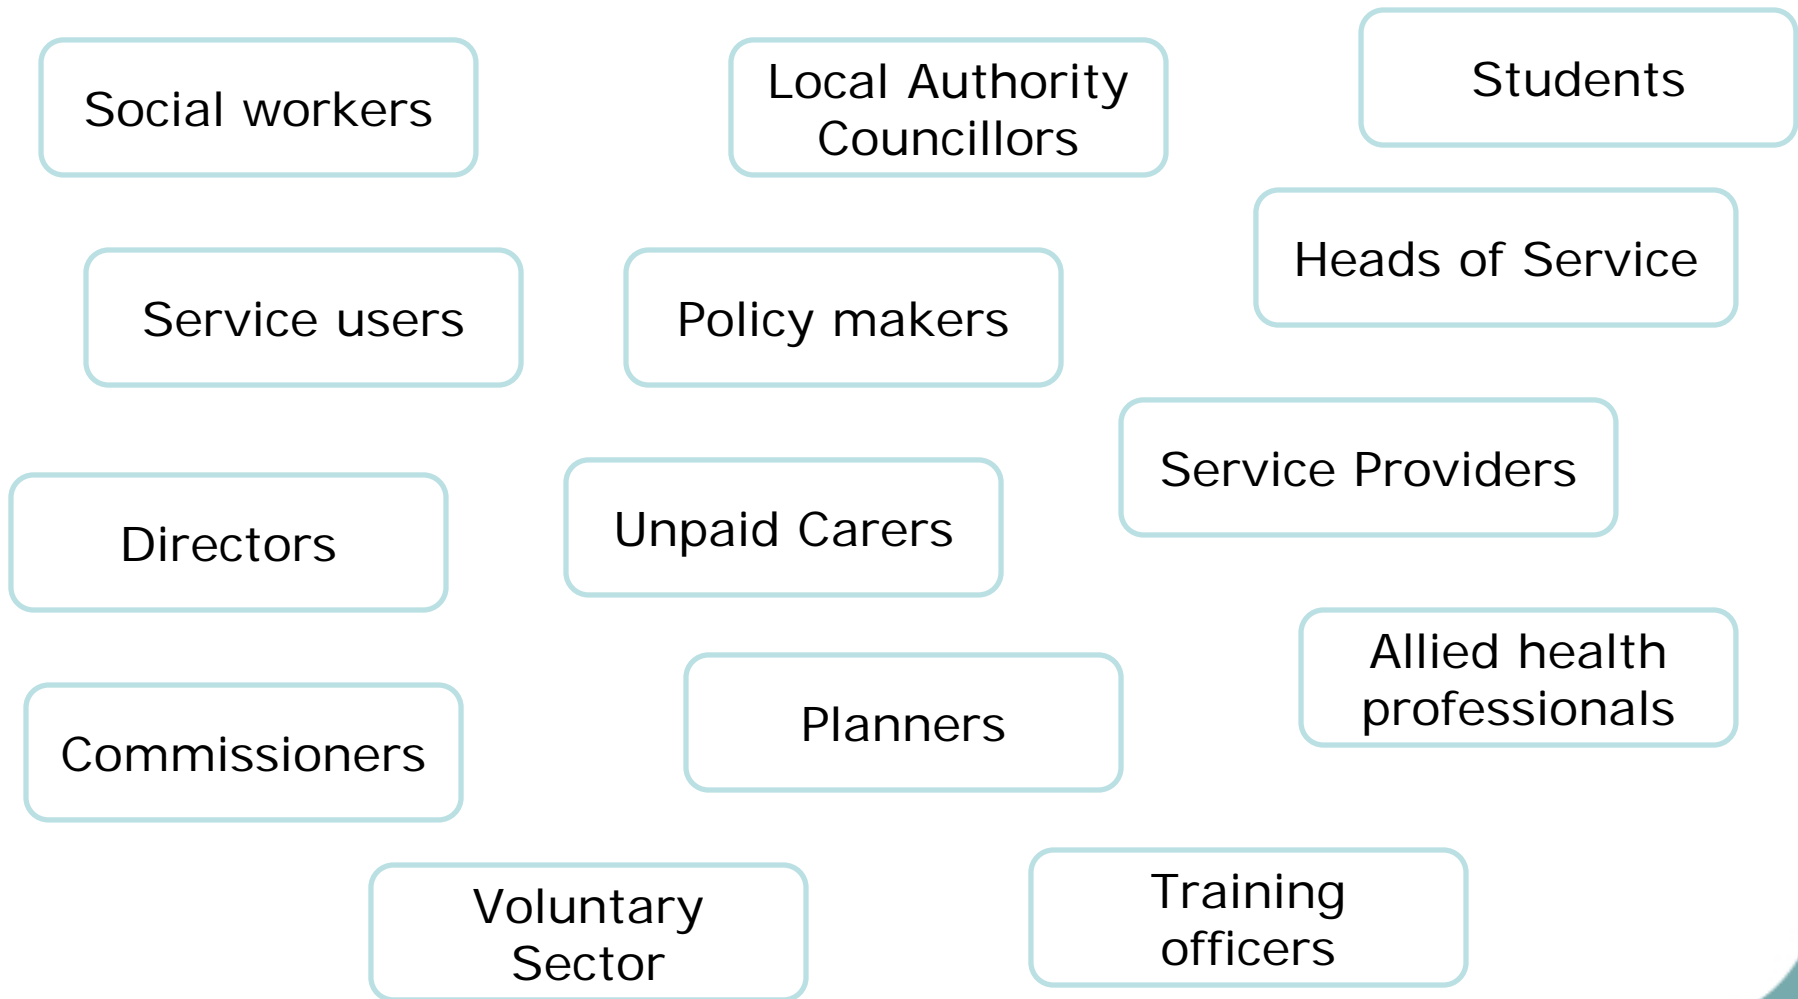 Social workers
Local Authority
Councillors
Students
Heads of Service
Service users
Policy makers
Service Providers
Directors
Unpaid Carers
Allied health
professionals
Commissioners
Planners
Voluntary
Sector
Training
officers